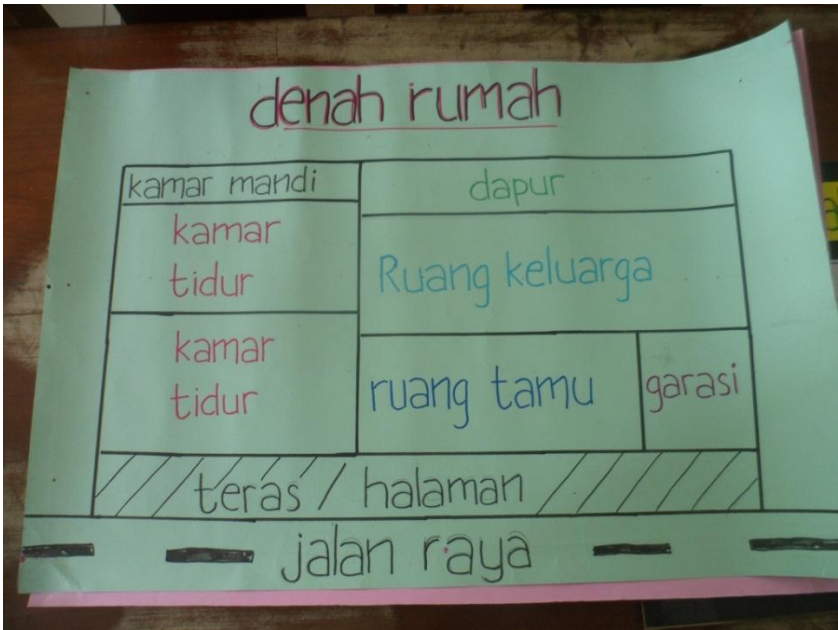 denah rumah
kamar mandi
dapur
kamar
tidur
Ruang keluarga
kamar
tidur
ruang tamu
garasi
teras / halaman
jalan raya